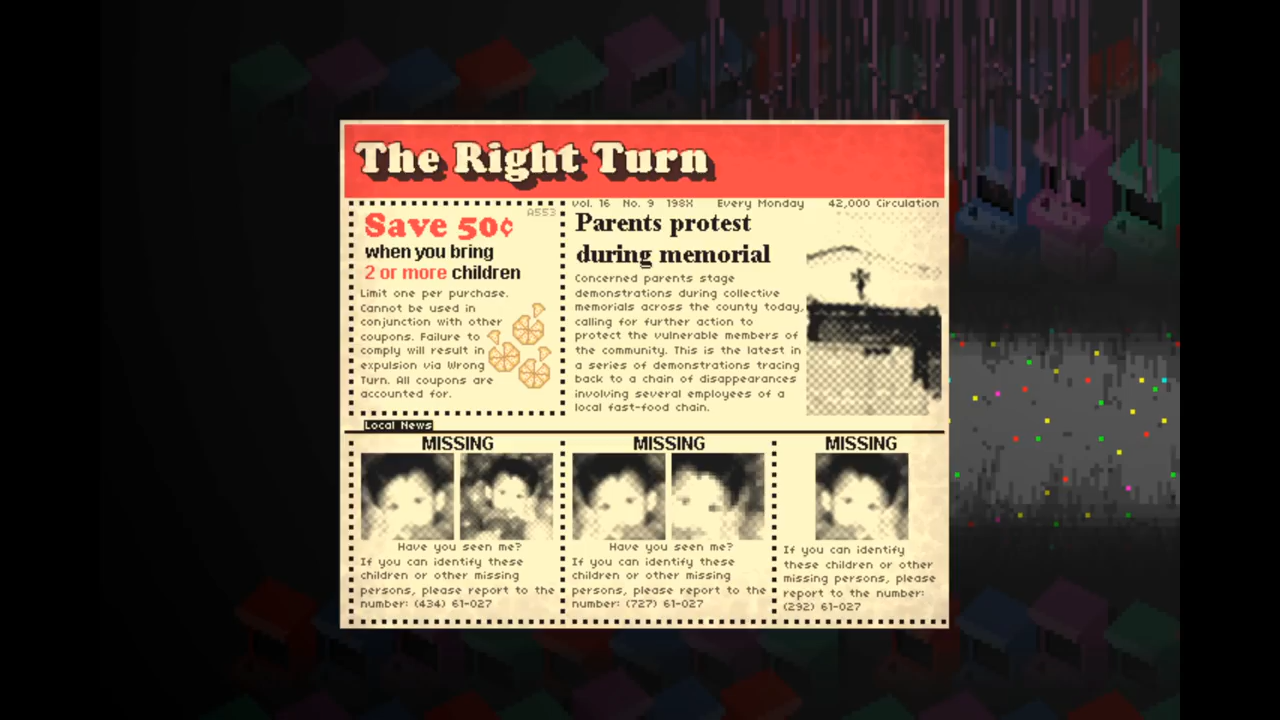 The Right Turn
vol. 16 No. 9 198X Every Monday 42,000 Circulation
A553
Save 50¢
when you bring
2 or more children
Limit one per purchase.
Cannot be used in
conjunction with other
coupons. Failure to
comply will result in
expulsion via Wrong
Turn. All coupons are
accounted for.
Parents protest
during memorial
Concerned parents stage
demonstrations during collective
memorials across the county today,
calling for further action to
protect the vulnerable members of
the community. This is the latest in
a series of demonstrations tracing
back to a chain of disappearances
involving several employees of a
local fast-food chain.
Local News
MISSING
Have you seen me?
If you can identify these
children or other missing
persons, please report to the
number: (434) 61-027
MISSING
Have you seen me?
If you can identify these
children or other missing
persons, please report to the
number: (727) 61-027
MISSING
If you can identify
these children or other
missing persons, please
report to the number:
(292) 61-027